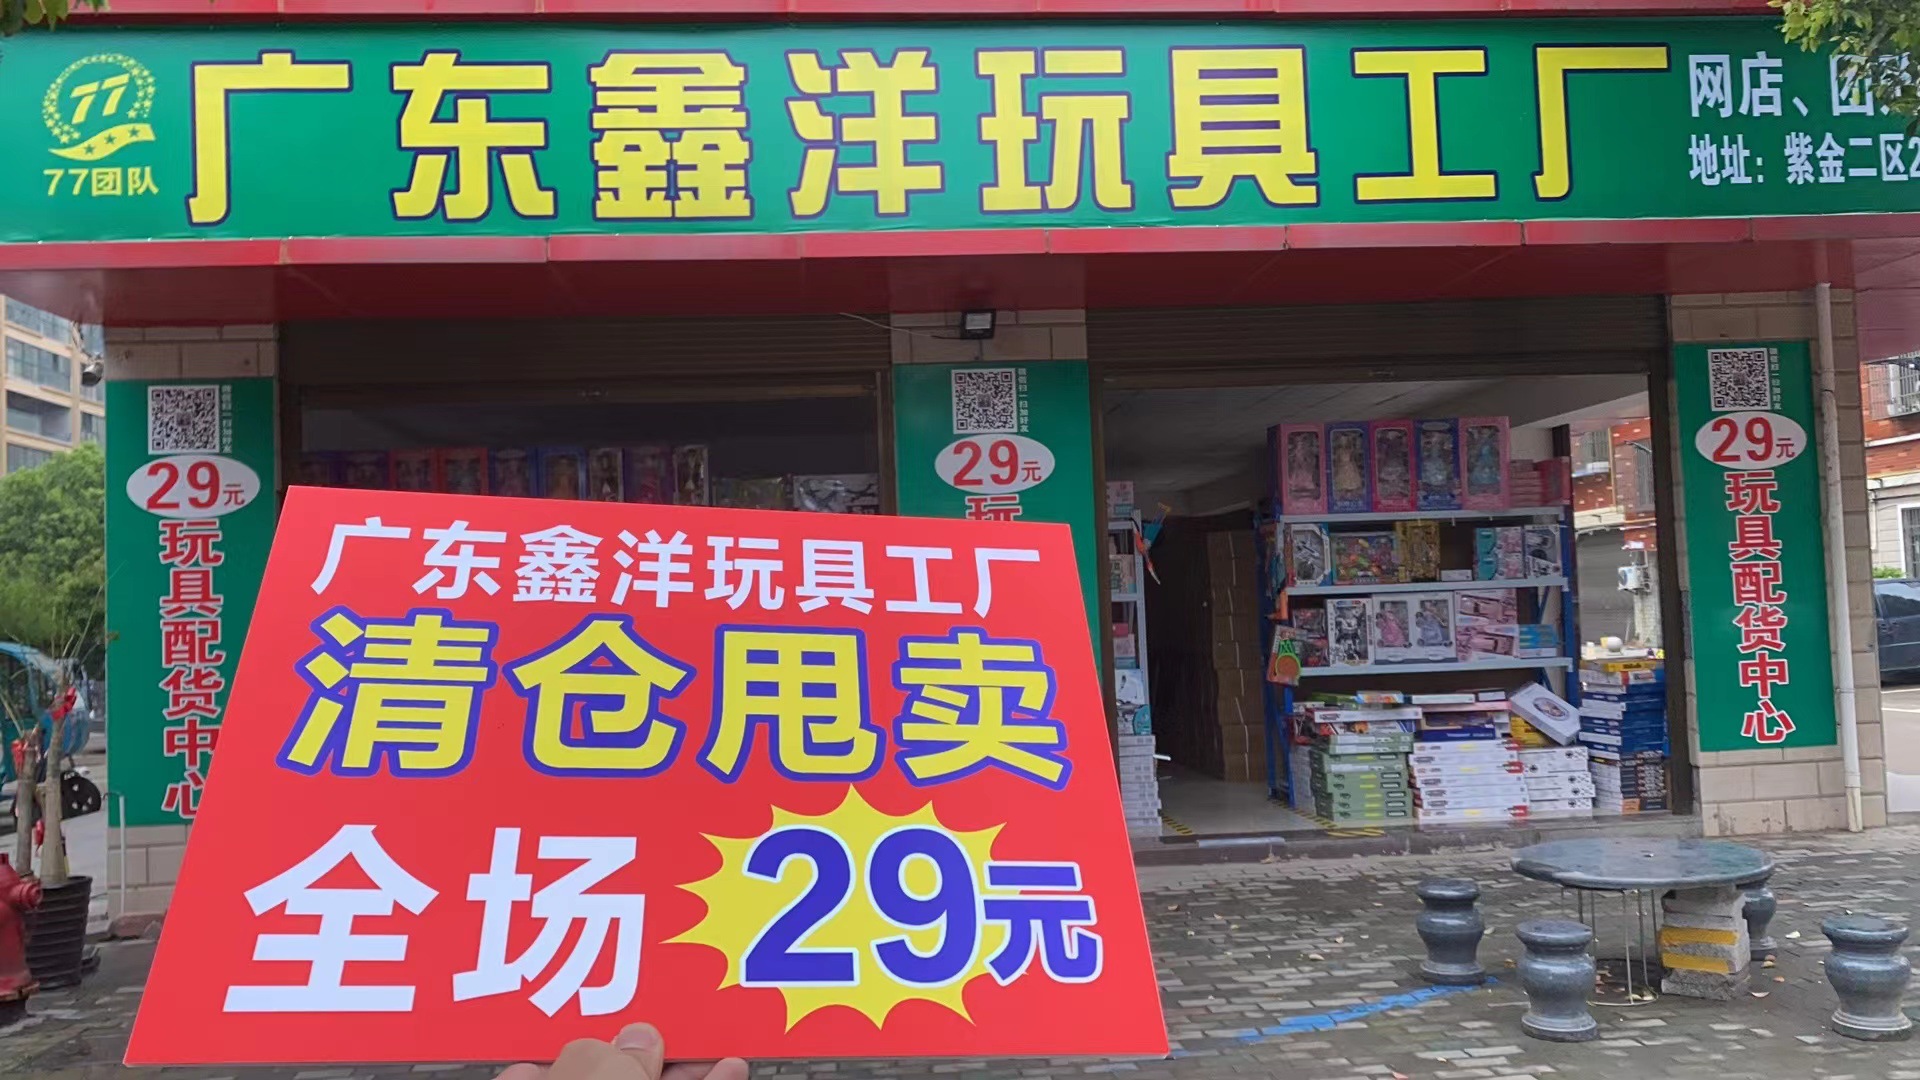 77
77团队
广东鑫洋玩具工厂
网店、团
地址：紫金二区2
29元
玩具配货中心
29元
玩
29元
玩具配货中心
广东鑫洋玩具工厂
清仓甩卖
全场 29元